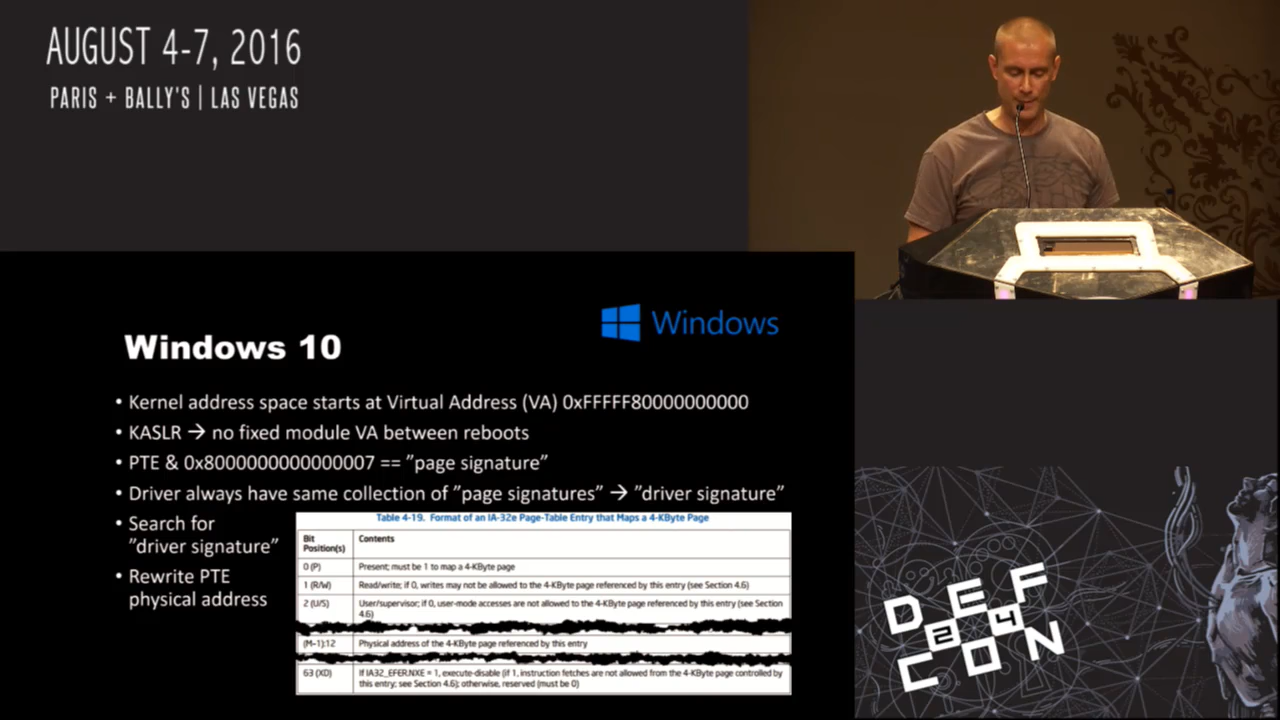 AUGUST 4-7, 2016
PARIS + BALLY'S | LAS VEGAS
Windows
Windows 10
• Kernel address space starts at Virtual Address (VA) 0xFFFFF80000000000
• KASLR → no fixed module VA between reboots
• PTE & 0x8000000000000007 == ”page signature”
• Driver always have same collection of ”page signatures” → ”driver signature”
• Search for
”driver signature”
• Rewrite PTE
physical address
Table 4-19. Format of an IA-32e Page-Table Entry that Maps a 4-KByte Page
Bit
Position(s)
Contents
0 (P)
Present; must be 1 to map a 4-KByte page
1 (R/W)
Read/write; if 0, writes may not be allowed to the 4-KByte page referenced by this entry (see Section 4.6)
2 (U/S)
User/supervisor; if 0, user-mode accesses are not allowed to the 4-KByte page referenced by this entry (see Section
4.6)
(M–1):12
Physical address of the 4-KByte page referenced by this entry
63 (XD)
If IA32_EFER.NXE = 1, execute-disable (if 1, instruction fetches are not allowed from the 4-KByte page controlled by
this entry; see Section 4.6); otherwise, reserved (must be 0)
DEF
24
CON